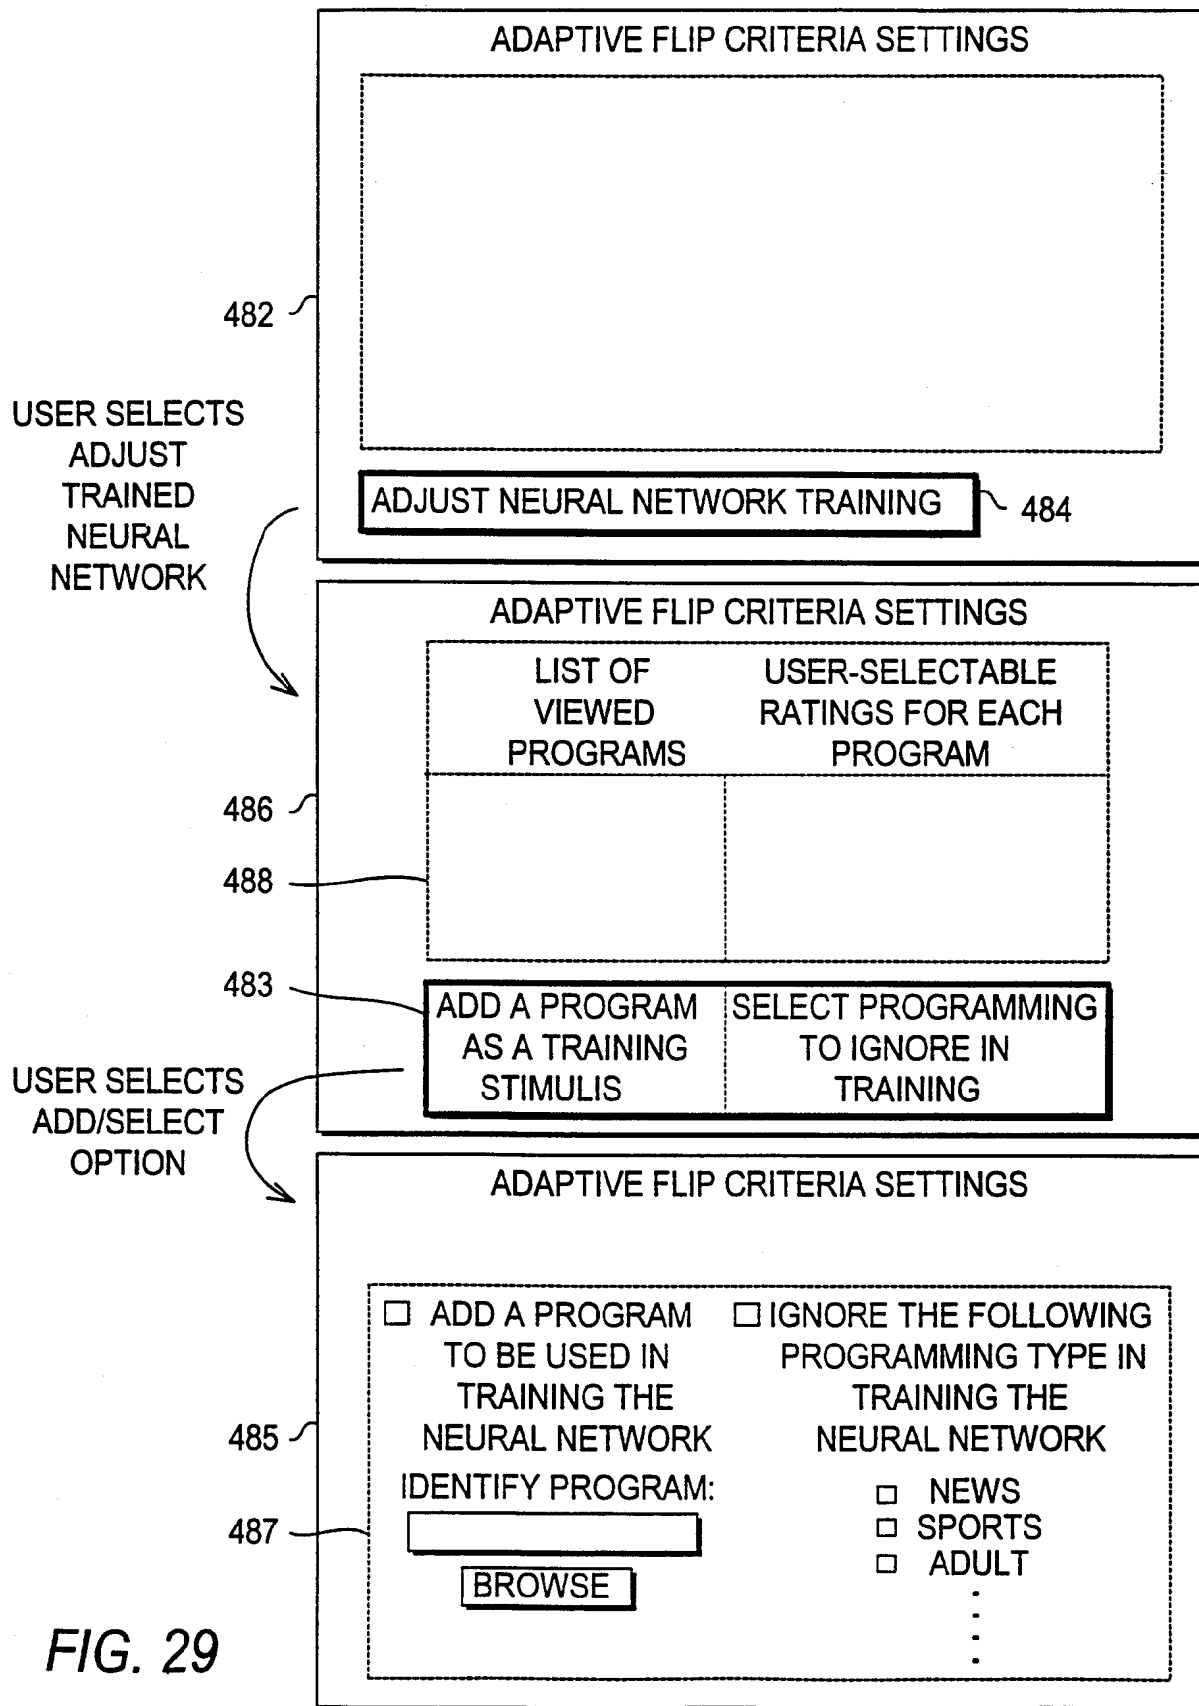 ADAPTIVE FLIP CRITERIA SETTINGS
482
USER SELECTS
ADJUST
TRAINED
NEURAL
NETWORK
ADJUST NEURAL NETWORK TRAINING
484
ADAPTIVE FLIP CRITERIA SETTINGS
LIST OF
VIEWED
PROGRAMS
USER-SELECTABLE
RATINGS FOR EACH
PROGRAM
486
488
483
ADD A PROGRAM
AS A TRAINING
STIMULIS
SELECT PROGRAMMING
TO IGNORE IN
TRAINING
USER SELECTS
ADD/SELECT
OPTION
ADAPTIVE FLIP CRITERIA SETTINGS
ADD A PROGRAM
TO BE USED IN
TRAINING THE
NEURAL NETWORK
IDENTIFY PROGRAM:
BROWSE
IGNORE THE FOLLOWING
PROGRAMMING TYPE IN
TRAINING THE
NEURAL NETWORK
NEWS
SPORTS
ADULT
485
487
FIG. 29